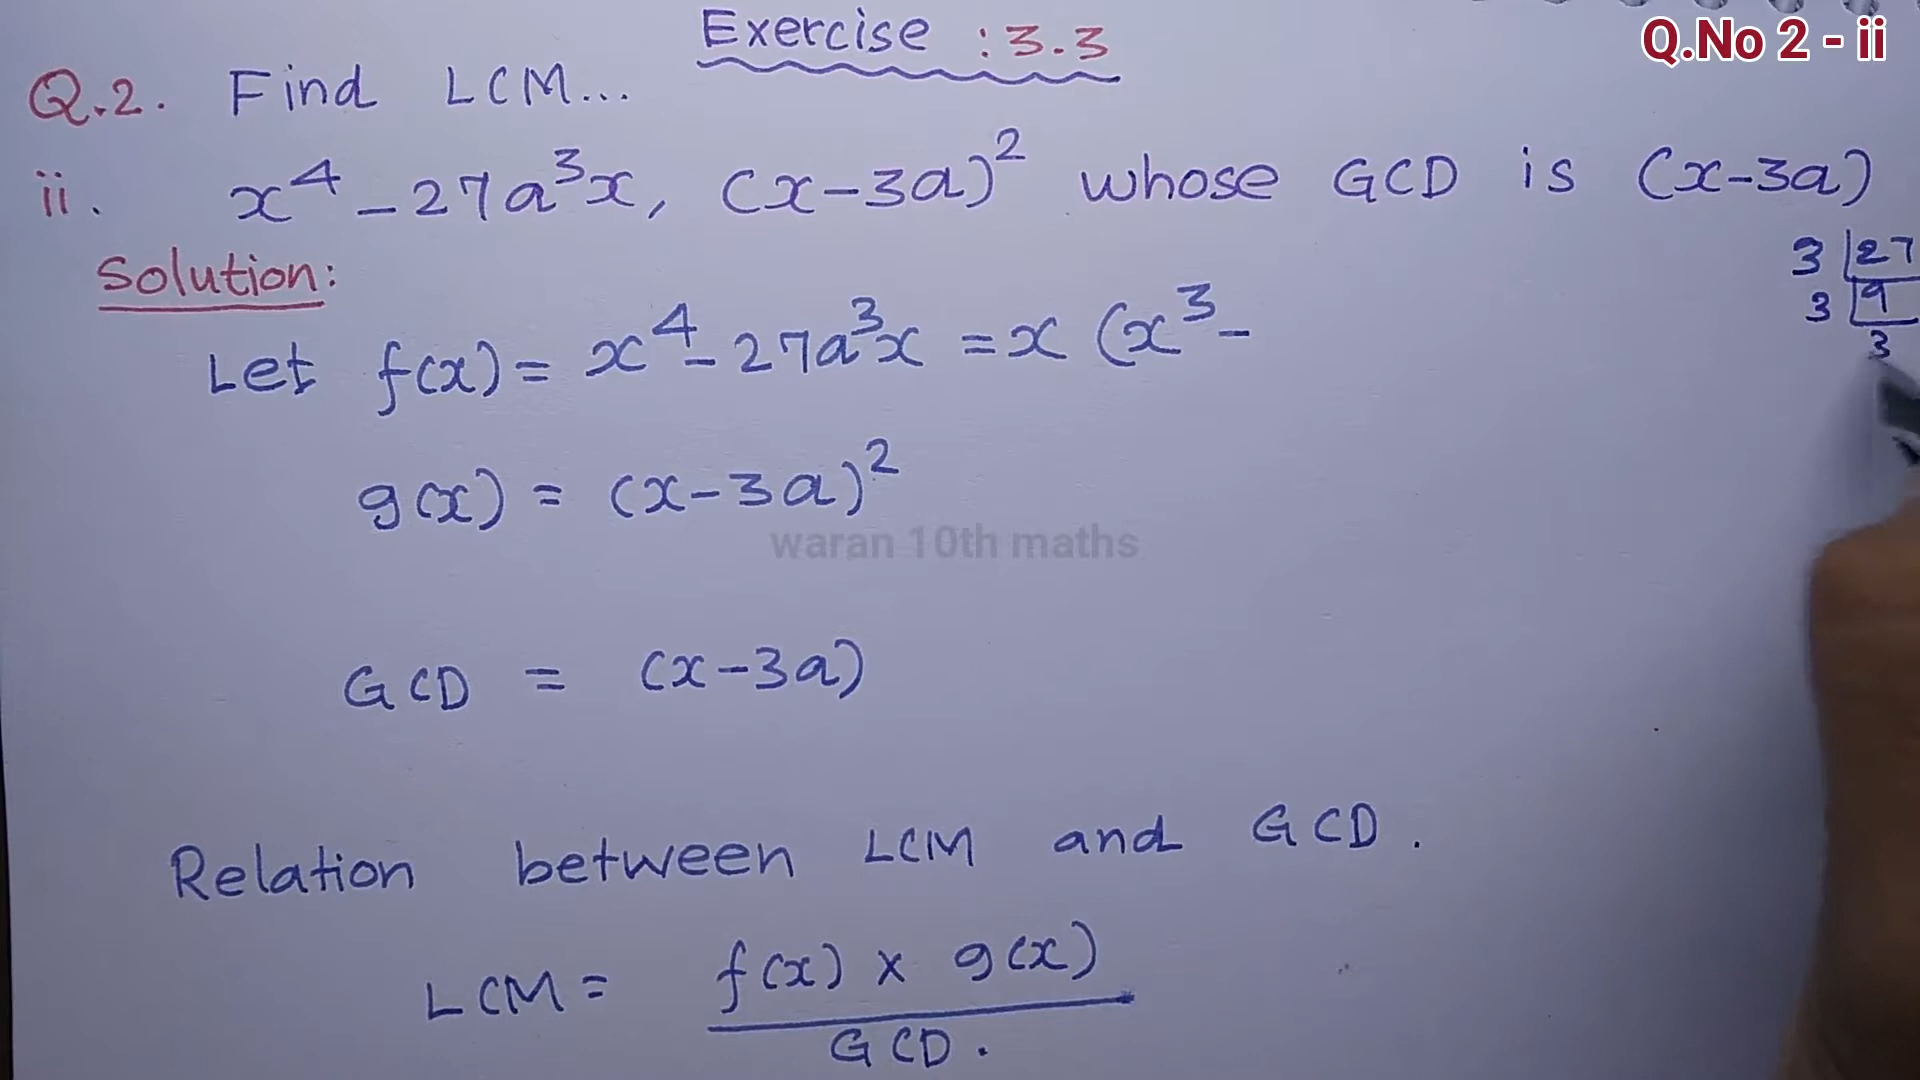 Exercise : 3.3
Q.No 2 - ii
Q.2. Find LCM...
ii. x⁴ - 27a³x, (x-3a)² whose GCD is (x-3a)
Solution:
3 | 27
3 | 9
3
Let f(x) = x⁴ - 27a³x = x (x³ -
g(x) = (x-3a)²
waran 10th maths
GCD = (x-3a)
Relation between LCM and GCD.
LCM = f(x) × g(x)
GCD.